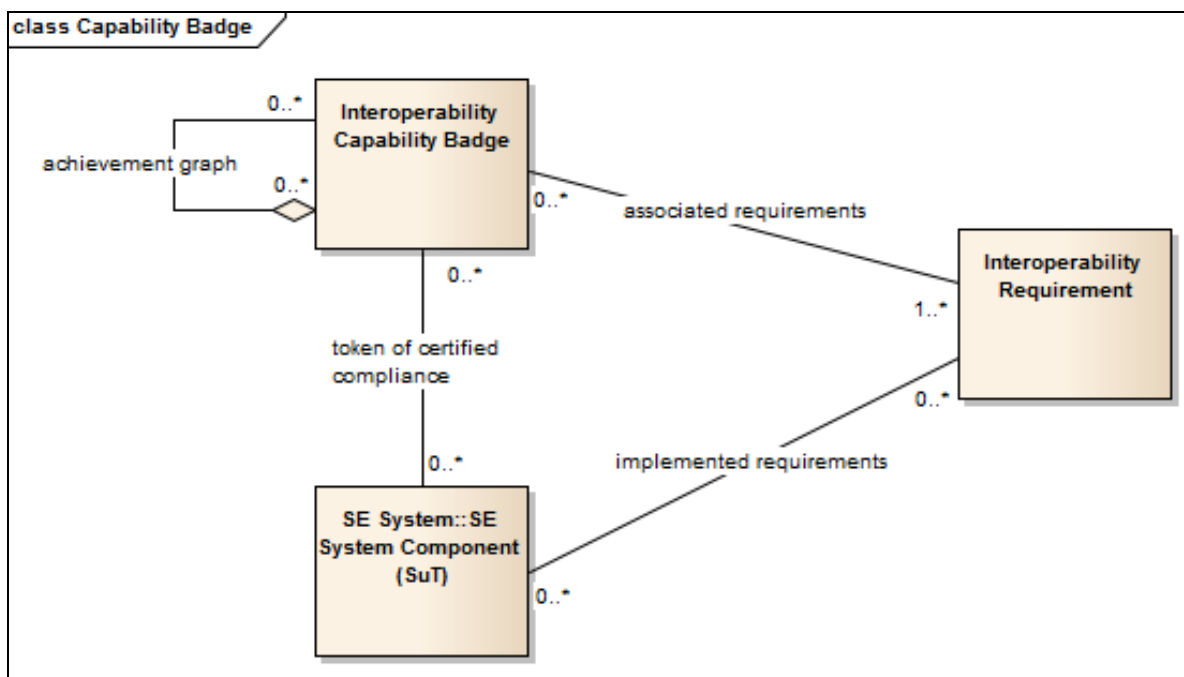 class Capability Badge
0..*
Interoperability
Capability Badge
achievement graph
0..*
0..*
associated requirements
Interoperability
Requirement
0..*
1..*
token of certified
compliance
0..*
implemented requirements
0..*
SE System::SE
System Component
(SuT)
0..*